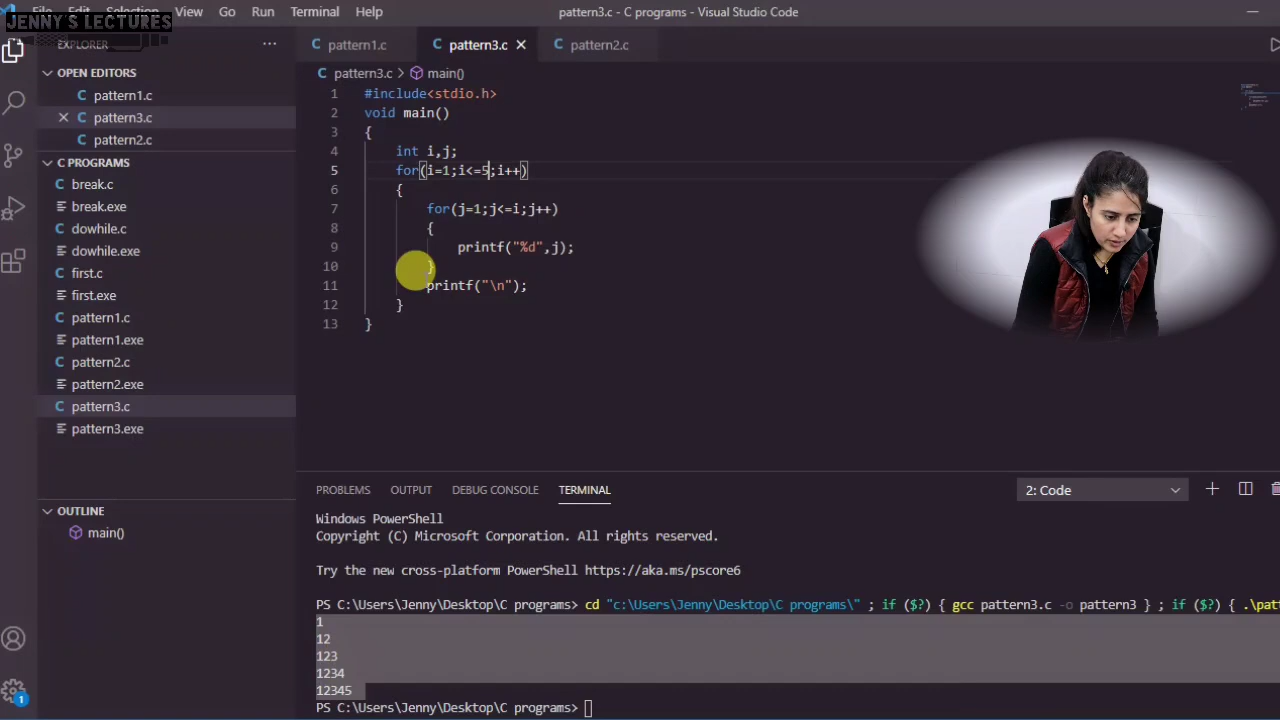 JENNY'S LECTURES
File Edit Selection View Go Run Terminal Help
pattern3.c - C programs - Visual Studio Code
EXPLORER ...
OPEN EDITORS
C pattern1.c
× C pattern3.c
C pattern2.c
C PROGRAMS
C break.c
break.exe
C dowhile.c
dowhile.exe
C first.c
first.exe
C pattern1.c
pattern1.exe
C pattern2.c
pattern2.exe
C pattern3.c
pattern3.exe
OUTLINE
main()
1
C pattern1.c C pattern3.c × C pattern2.c
C pattern3.c > main()
1 #include<stdio.h>
2 void main()
3 {
4 int i,j;
5 for(i=1;i<=5;i++)
6 {
7 for(j=1;j<=i;j++)
8 {
9 printf("%d",j);
10 }
11 printf("\n");
12 }
13 }
PROBLEMS OUTPUT DEBUG CONSOLE TERMINAL 2: Code
Windows PowerShell
Copyright (C) Microsoft Corporation. All rights reserved.
Try the new cross-platform PowerShell https://aka.ms/pscore6
PS C:\Users\Jenny\Desktop\C programs> cd "c:\Users\Jenny\Desktop\C programs\" ; if ($?) { gcc pattern3.c -o pattern3 } ; if ($?) { .\pat
1
12
123
1234
12345
PS C:\Users\Jenny\Desktop\C programs>